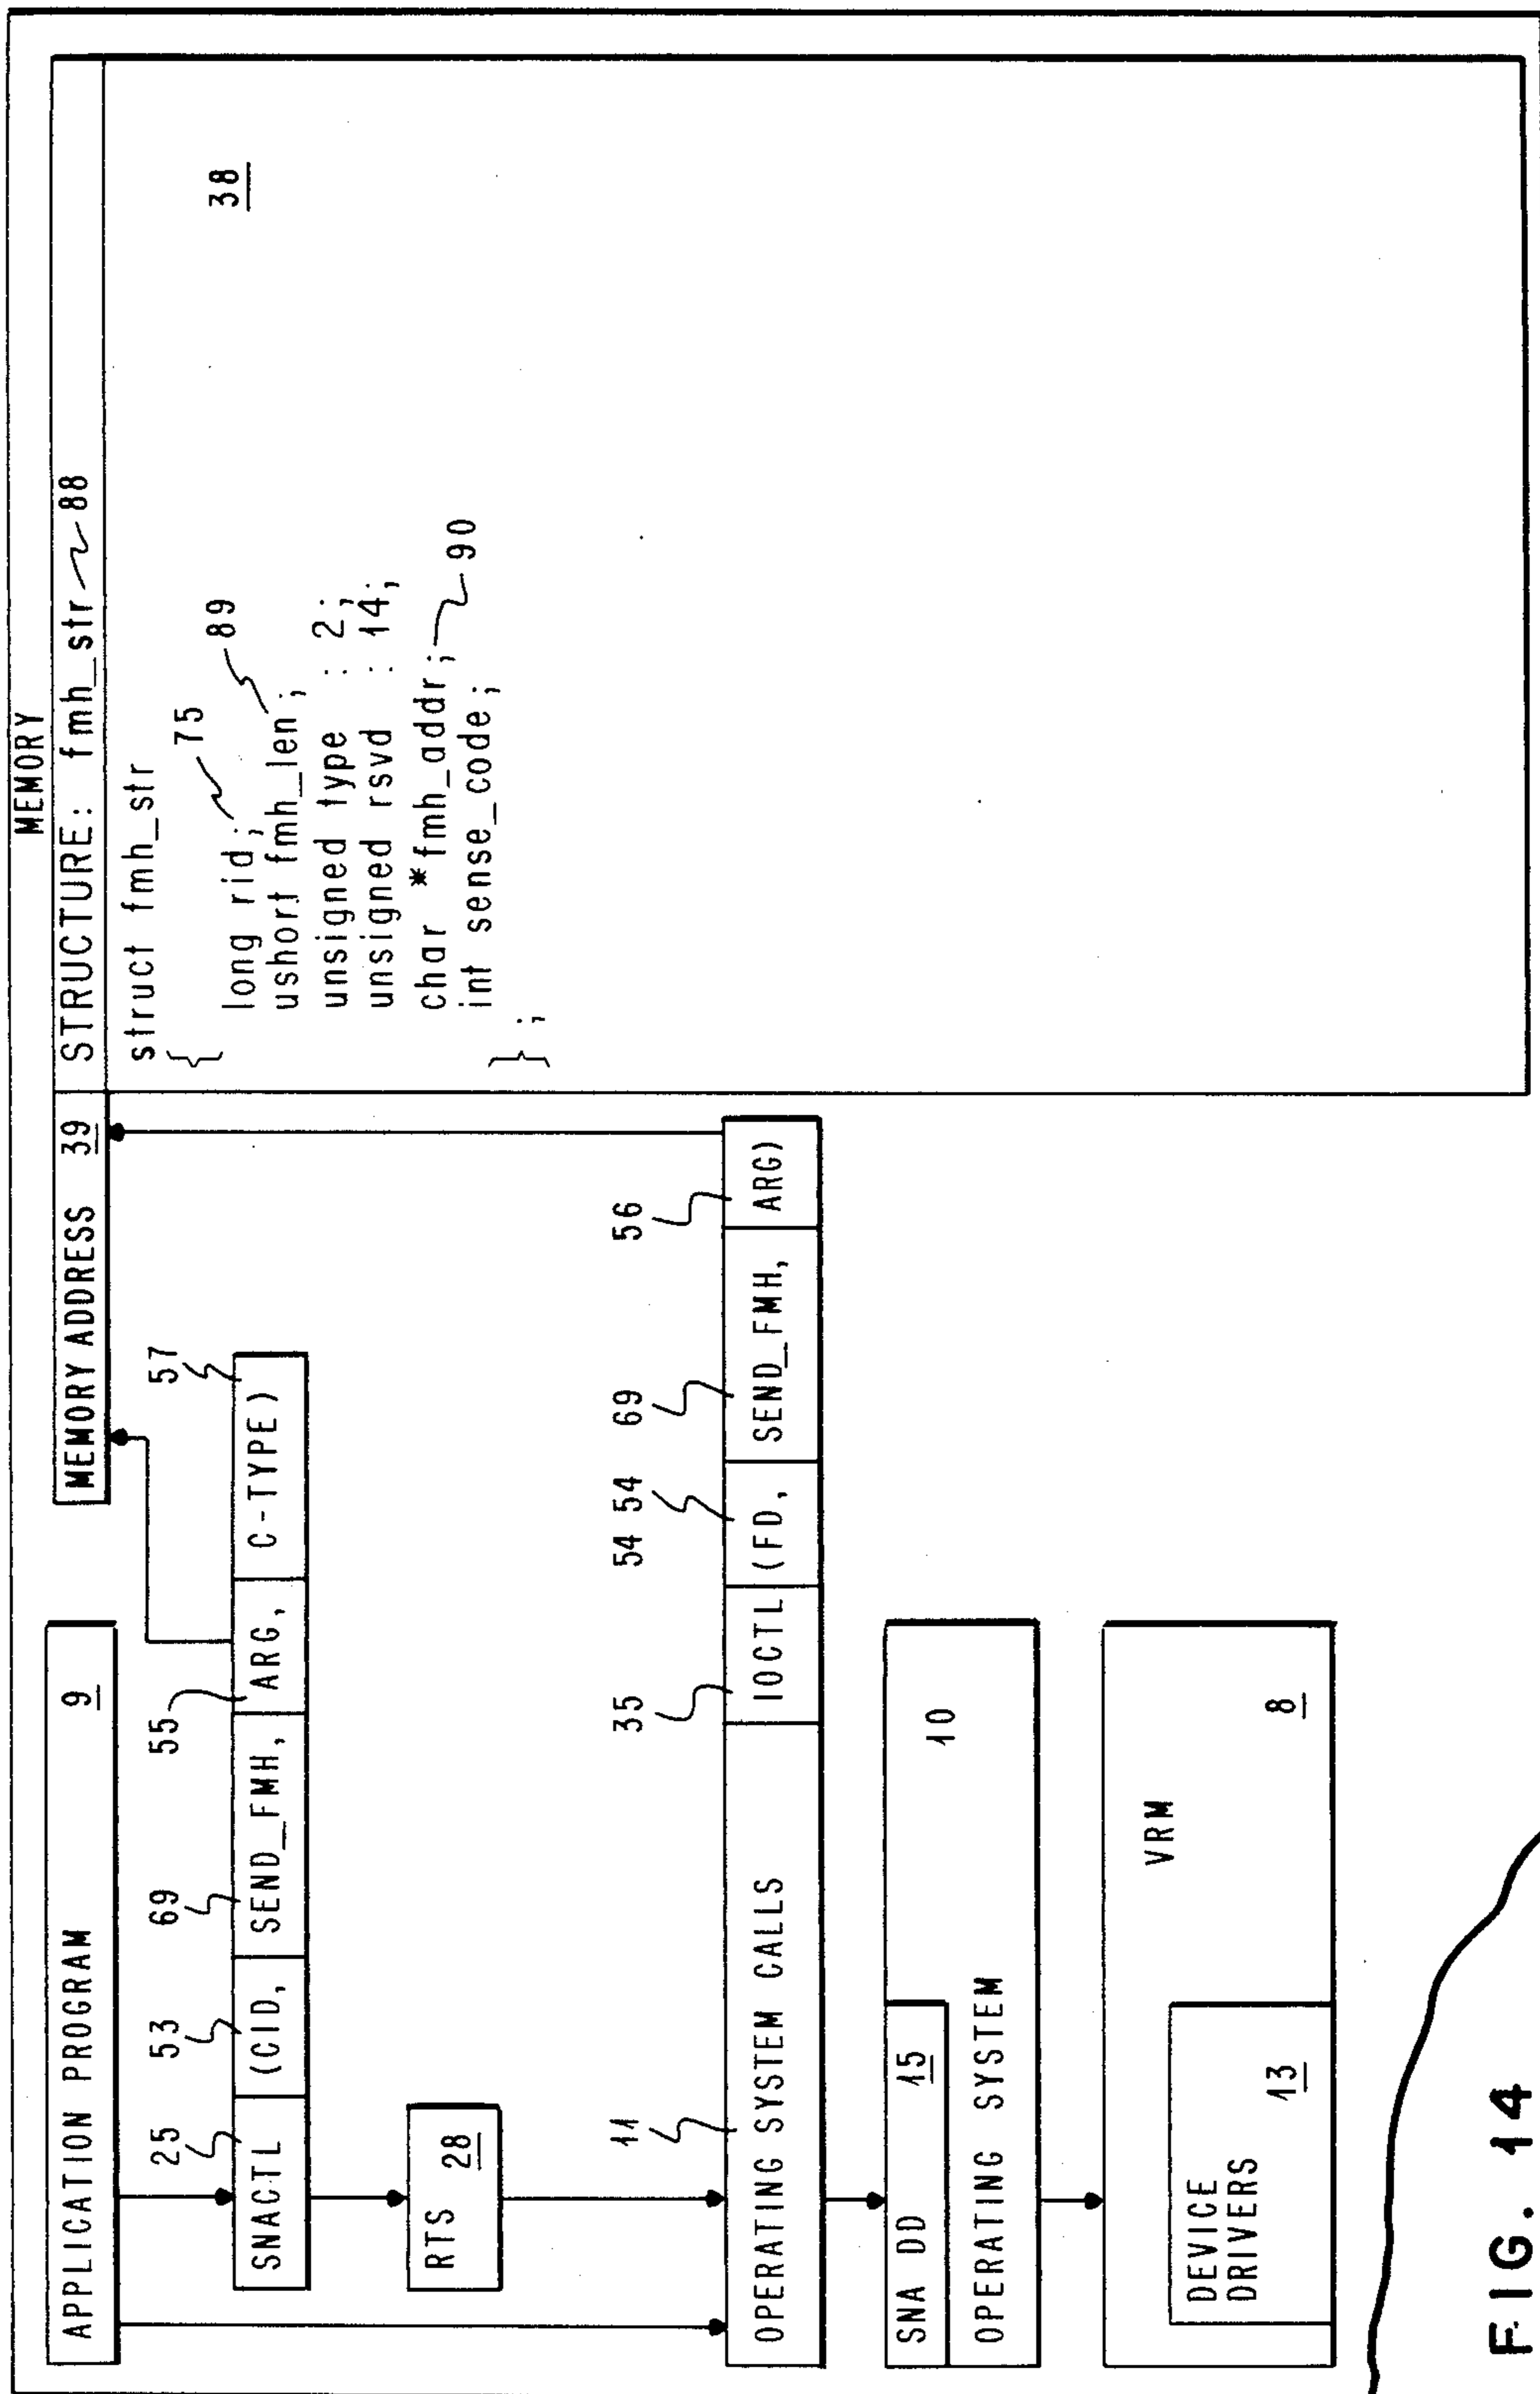 MEMORY
APPLICATION PROGRAM 9
MEMORY ADDRESS 39
STRUCTURE: fmh_str 88
25 53 69 55 57
SNACTL (CID, SEND_FMH, ARG, C-TYPE)
RTS 28
11 35 54 54 69 56
OPERATING SYSTEM CALLS IOCTL (FD, SEND_FMH, ARG)
SNA DD 15
10
OPERATING SYSTEM
VRM
8
DEVICE
DRIVERS 13
struct fmh_str
{
long rid; 75
ushort fmh_len; 89
unsigned type : 2;
unsigned rsvd : 14;
char *fmh_addr; 90
int sense_code;
};
38
FIG. 14